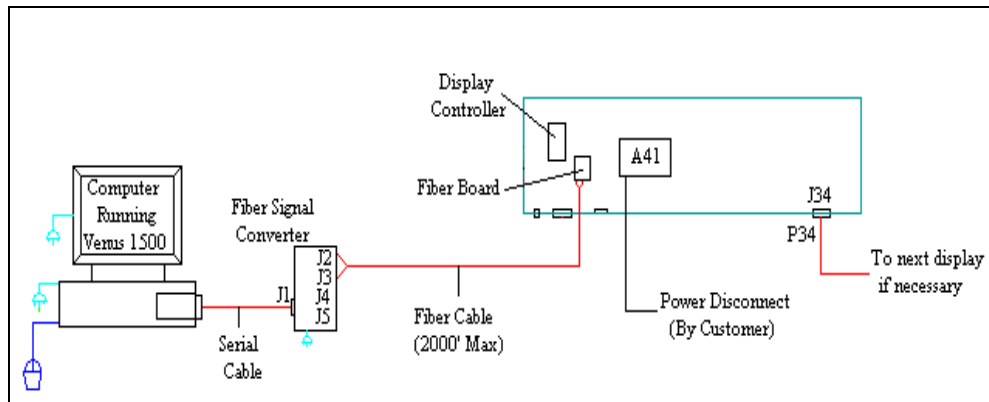 Display
Controller
Fiber Board
A41
J34
P34
To next display
if necessary
Computer
Running
Venus 1500
Fiber Signal
Converter
J1
J2
J3
J4
J5
Serial
Cable
Fiber Cable
(2000' Max)
Power Disconnect
(By Customer)